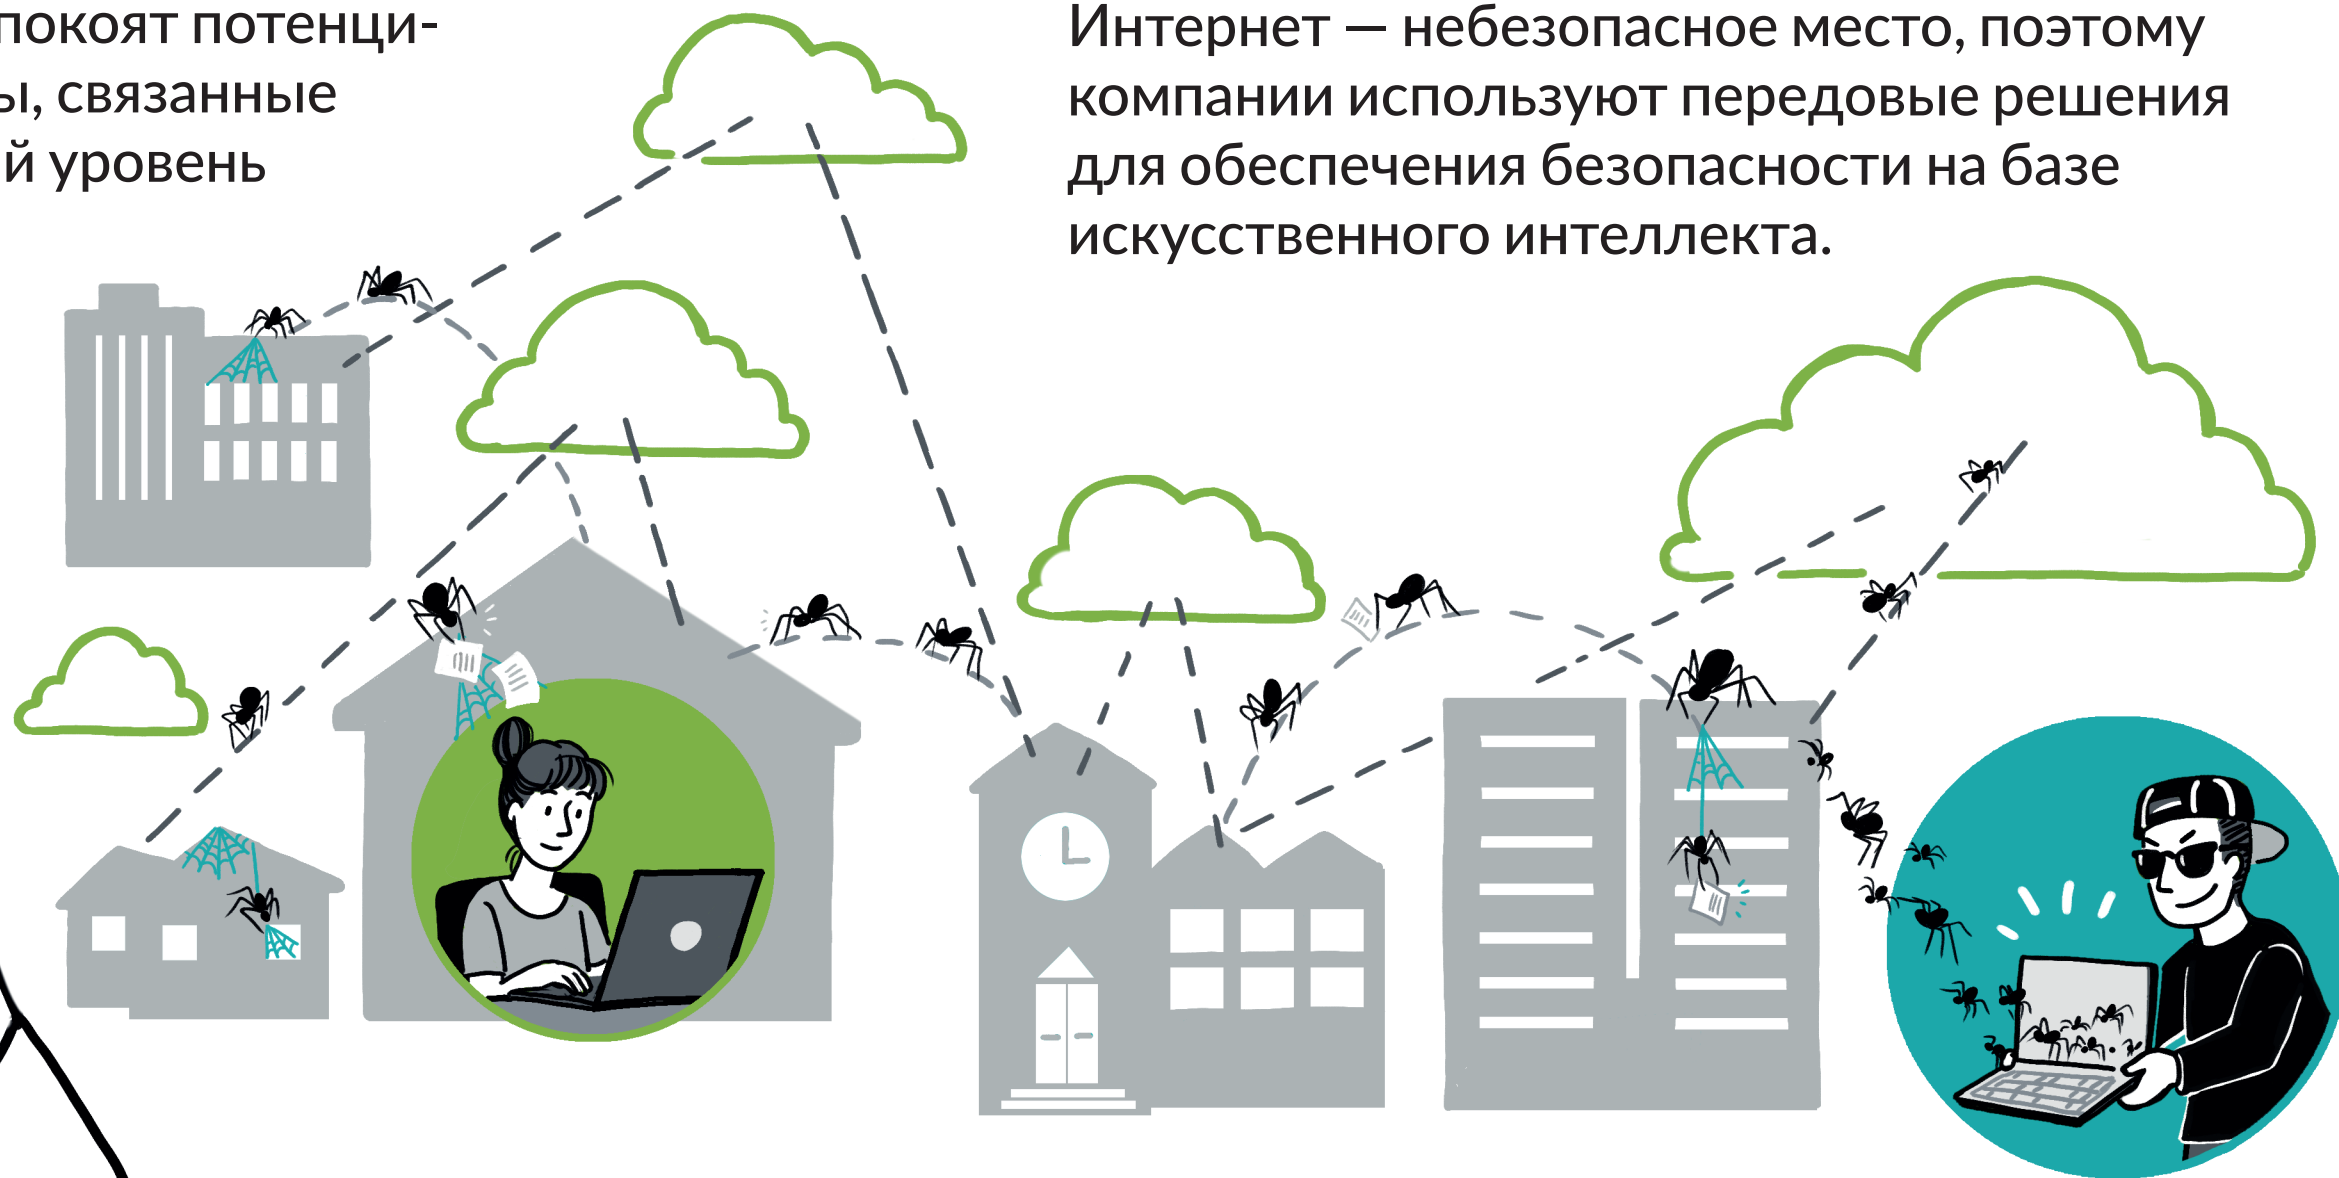 покоят потенци-
ы, связанные
й уровень
Интернет — небезопасное место, поэтому
компании используют передовые решения
для обеспечения безопасности на базе
искусственного интеллекта.